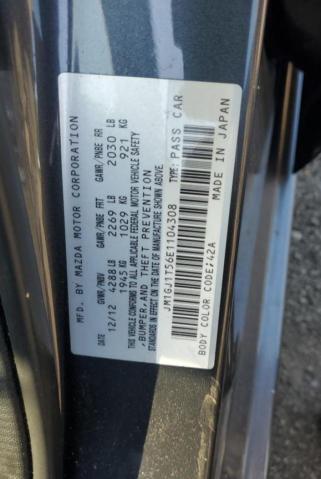 MFD. BY MAZDA MOTOR CORPORATION
GVWR/PNBV GAWR/PNBE FRT GAWR/PNBE RR
12/12 4288 LB 2269 LB 2030 LB
1945 KG 1029 KG 921 KG
THIS VEHICLE CONFORMS TO ALL APPLICABLE FEDERAL MOTOR VEHICLE SAFETY
, BUMPER, AND THEFT PREVENTION
STANDARDS IN EFFECT ON THE DATE OF MANUFACTURE SHOWN ABOVE.
JM1GJ1T56E1104308 TYPE: PASS CAR
BODY COLOR CODE: 42A MADE IN JAPAN